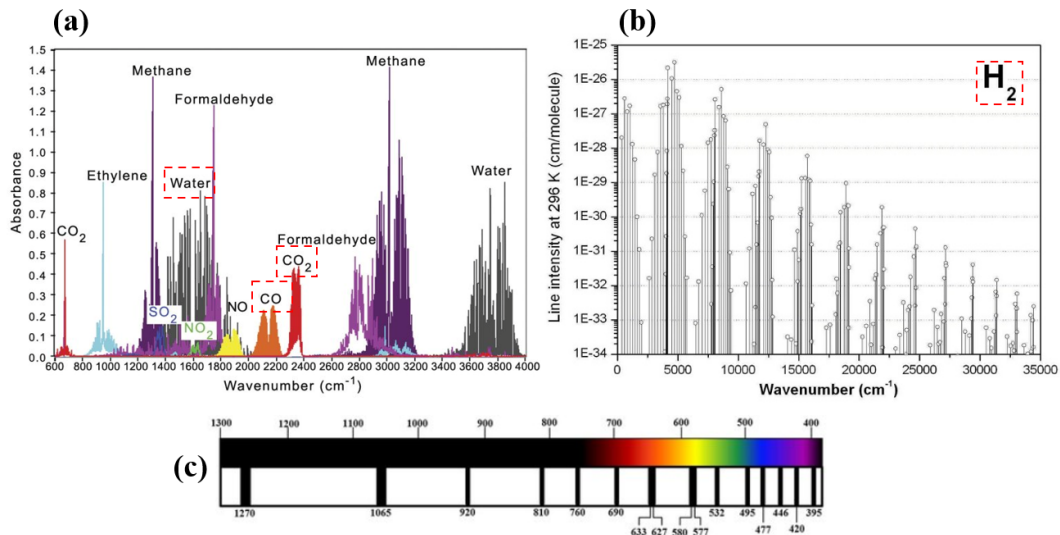 (a)
1.5
1.4
1.3
1.2
1.1
1.0
0.9
0.8
0.7
0.6
0.5
0.4
0.3
0.2
0.1
0.0
Absorbance
Methane
Methane
Formaldehyde
Ethylene
Water
Water
CO2
Formaldehyde
CO2
SO2
NO2
NO
CO
600 800 1000 1200 1400 1600 1800 2000 2200 2400 2600 2800 3000 3200 3400 3600 3800 4000
Wavenumber (cm-1)
(b)
1E-25
1E-26
1E-27
1E-28
1E-29
1E-30
1E-31
1E-32
1E-33
1E-34
Line intensity at 296 K (cm/molecule)
H2
0 5000 10000 15000 20000 25000 30000 35000
Wavenumber (cm-1)
(c)
1300 1200 1100 1000 900 800 700 600 500 400
1270 1065 920 810 760 690 633 627 580 577 532 495 477 446 420 395